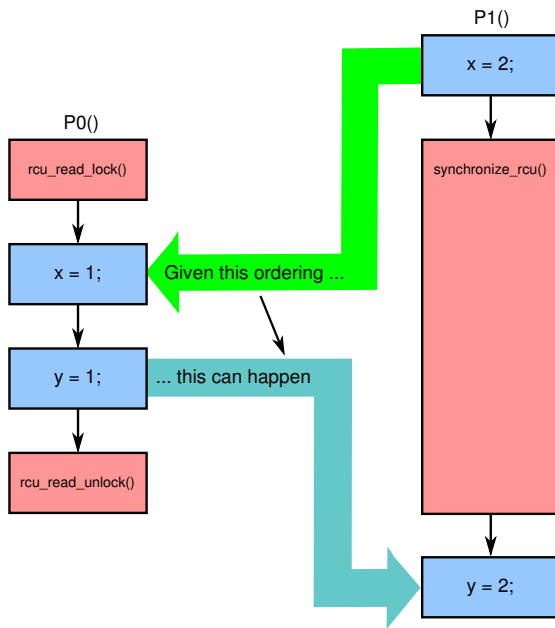 P1()
x = 2;
synchronize_rcu()
y = 2;
P0()
rcu_read_lock()
x = 1;
y = 1;
rcu_read_unlock()
Given this ordering ...
... this can happen